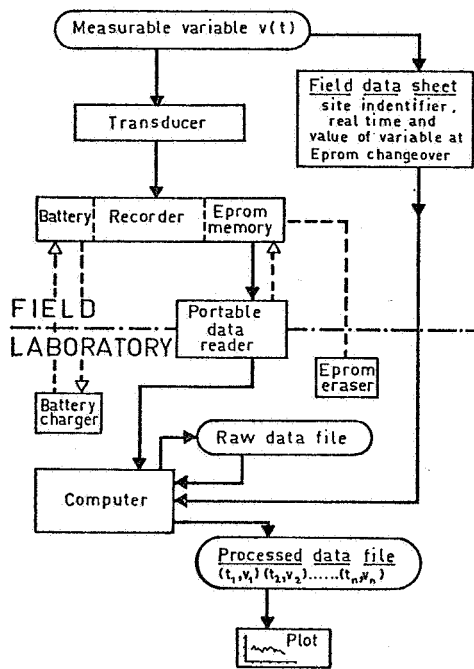 Measurable variable v(t)
Field data sheet
site indentifier,
real time and
value of variable at
Eprom changeover
Transducer
Battery
Recorder
Eprom
memory
FIELD
LABORATORY
Portable
data
reader
Eprom
eraser
Battery
charger
Raw data file
Computer
Processed data file
(t₁,v₁)(t₂,v₂)......(tₙ,vₙ)
Plot